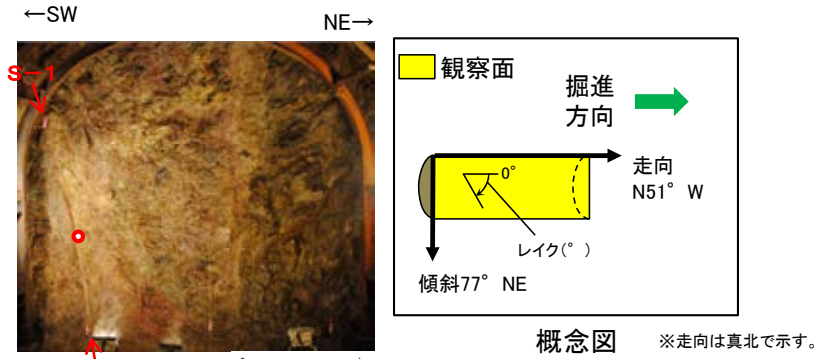 ←SW
NE→
S-1
観察面
掘進
方向
0°
走向
N51°W
レイク(°)
傾斜77°NE
概念図
※走向は真北で示す。